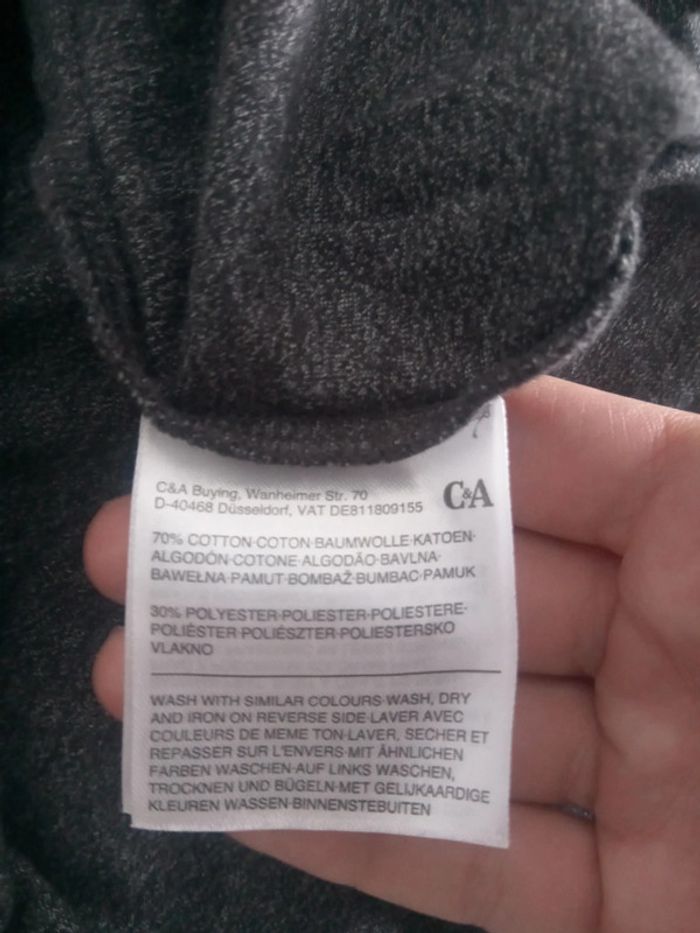 C&A Buying, Wanheimer Str. 70
D-40468 Düsseldorf, VAT DE811809155
C&A
70% COTTON·COTON·BAUMWOLLE·KATOEN·
ALGODÓN·COTONE·ALGODÃO·BAVLNA·
BAWEŁNA·PAMUT·BOMBAŽ·BUMBAC·PAMUK
30% POLYESTER·POLIESTER·POLIESTERE·
POLIÉSTER·POLIÉSZTER·POLIESTERSKO
VLAKNO
WASH WITH SIMILAR COLOURS·WASH, DRY
AND IRON ON REVERSE SIDE·LAVER AVEC
COULEURS DE MEME TON·LAVER, SECHER ET
REPASSER SUR L'ENVERS·MIT ÄHNLICHEN
FARBEN WASCHEN·AUF LINKS WASCHEN,
TROCKNEN UND BÜGELN·MET GELIJKAARDIGE
KLEUREN WASSEN·BINNENSTEBUITEN